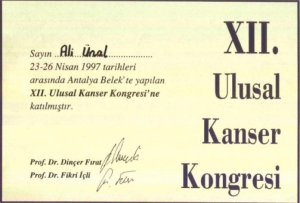 Sayın . Ali Ünal
23-26 Nisan 1997 tarihleri
arasında Antalya Belek'te yapılan
XII. Ulusal Kanser Kongresi'ne
katılmıştır.
Prof. Dr. Dinçer Fırat
Prof. Dr. Fikri İçli
XII.
Ulusal
Kanser
Kongresi